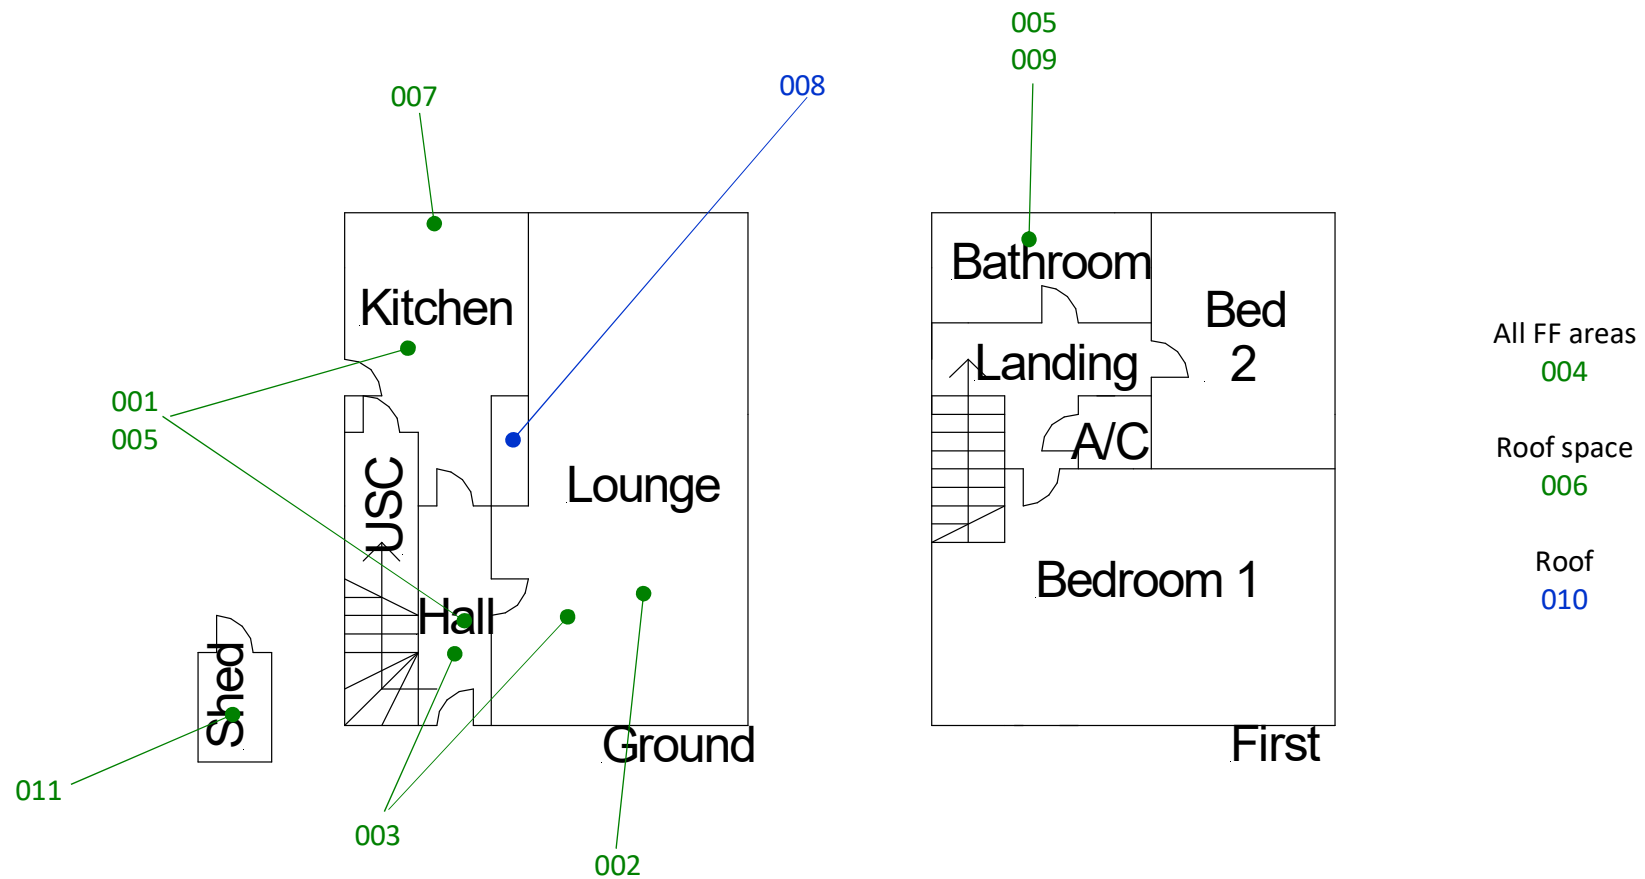 005
009
008
007
Kitchen
Bathroom
Bed
2
Landing
All FF areas
004
001
005
A/C
Roof space
006
USC
Lounge
Bedroom 1
Roof
010
Hall
Shed
Ground
First
011
003
002